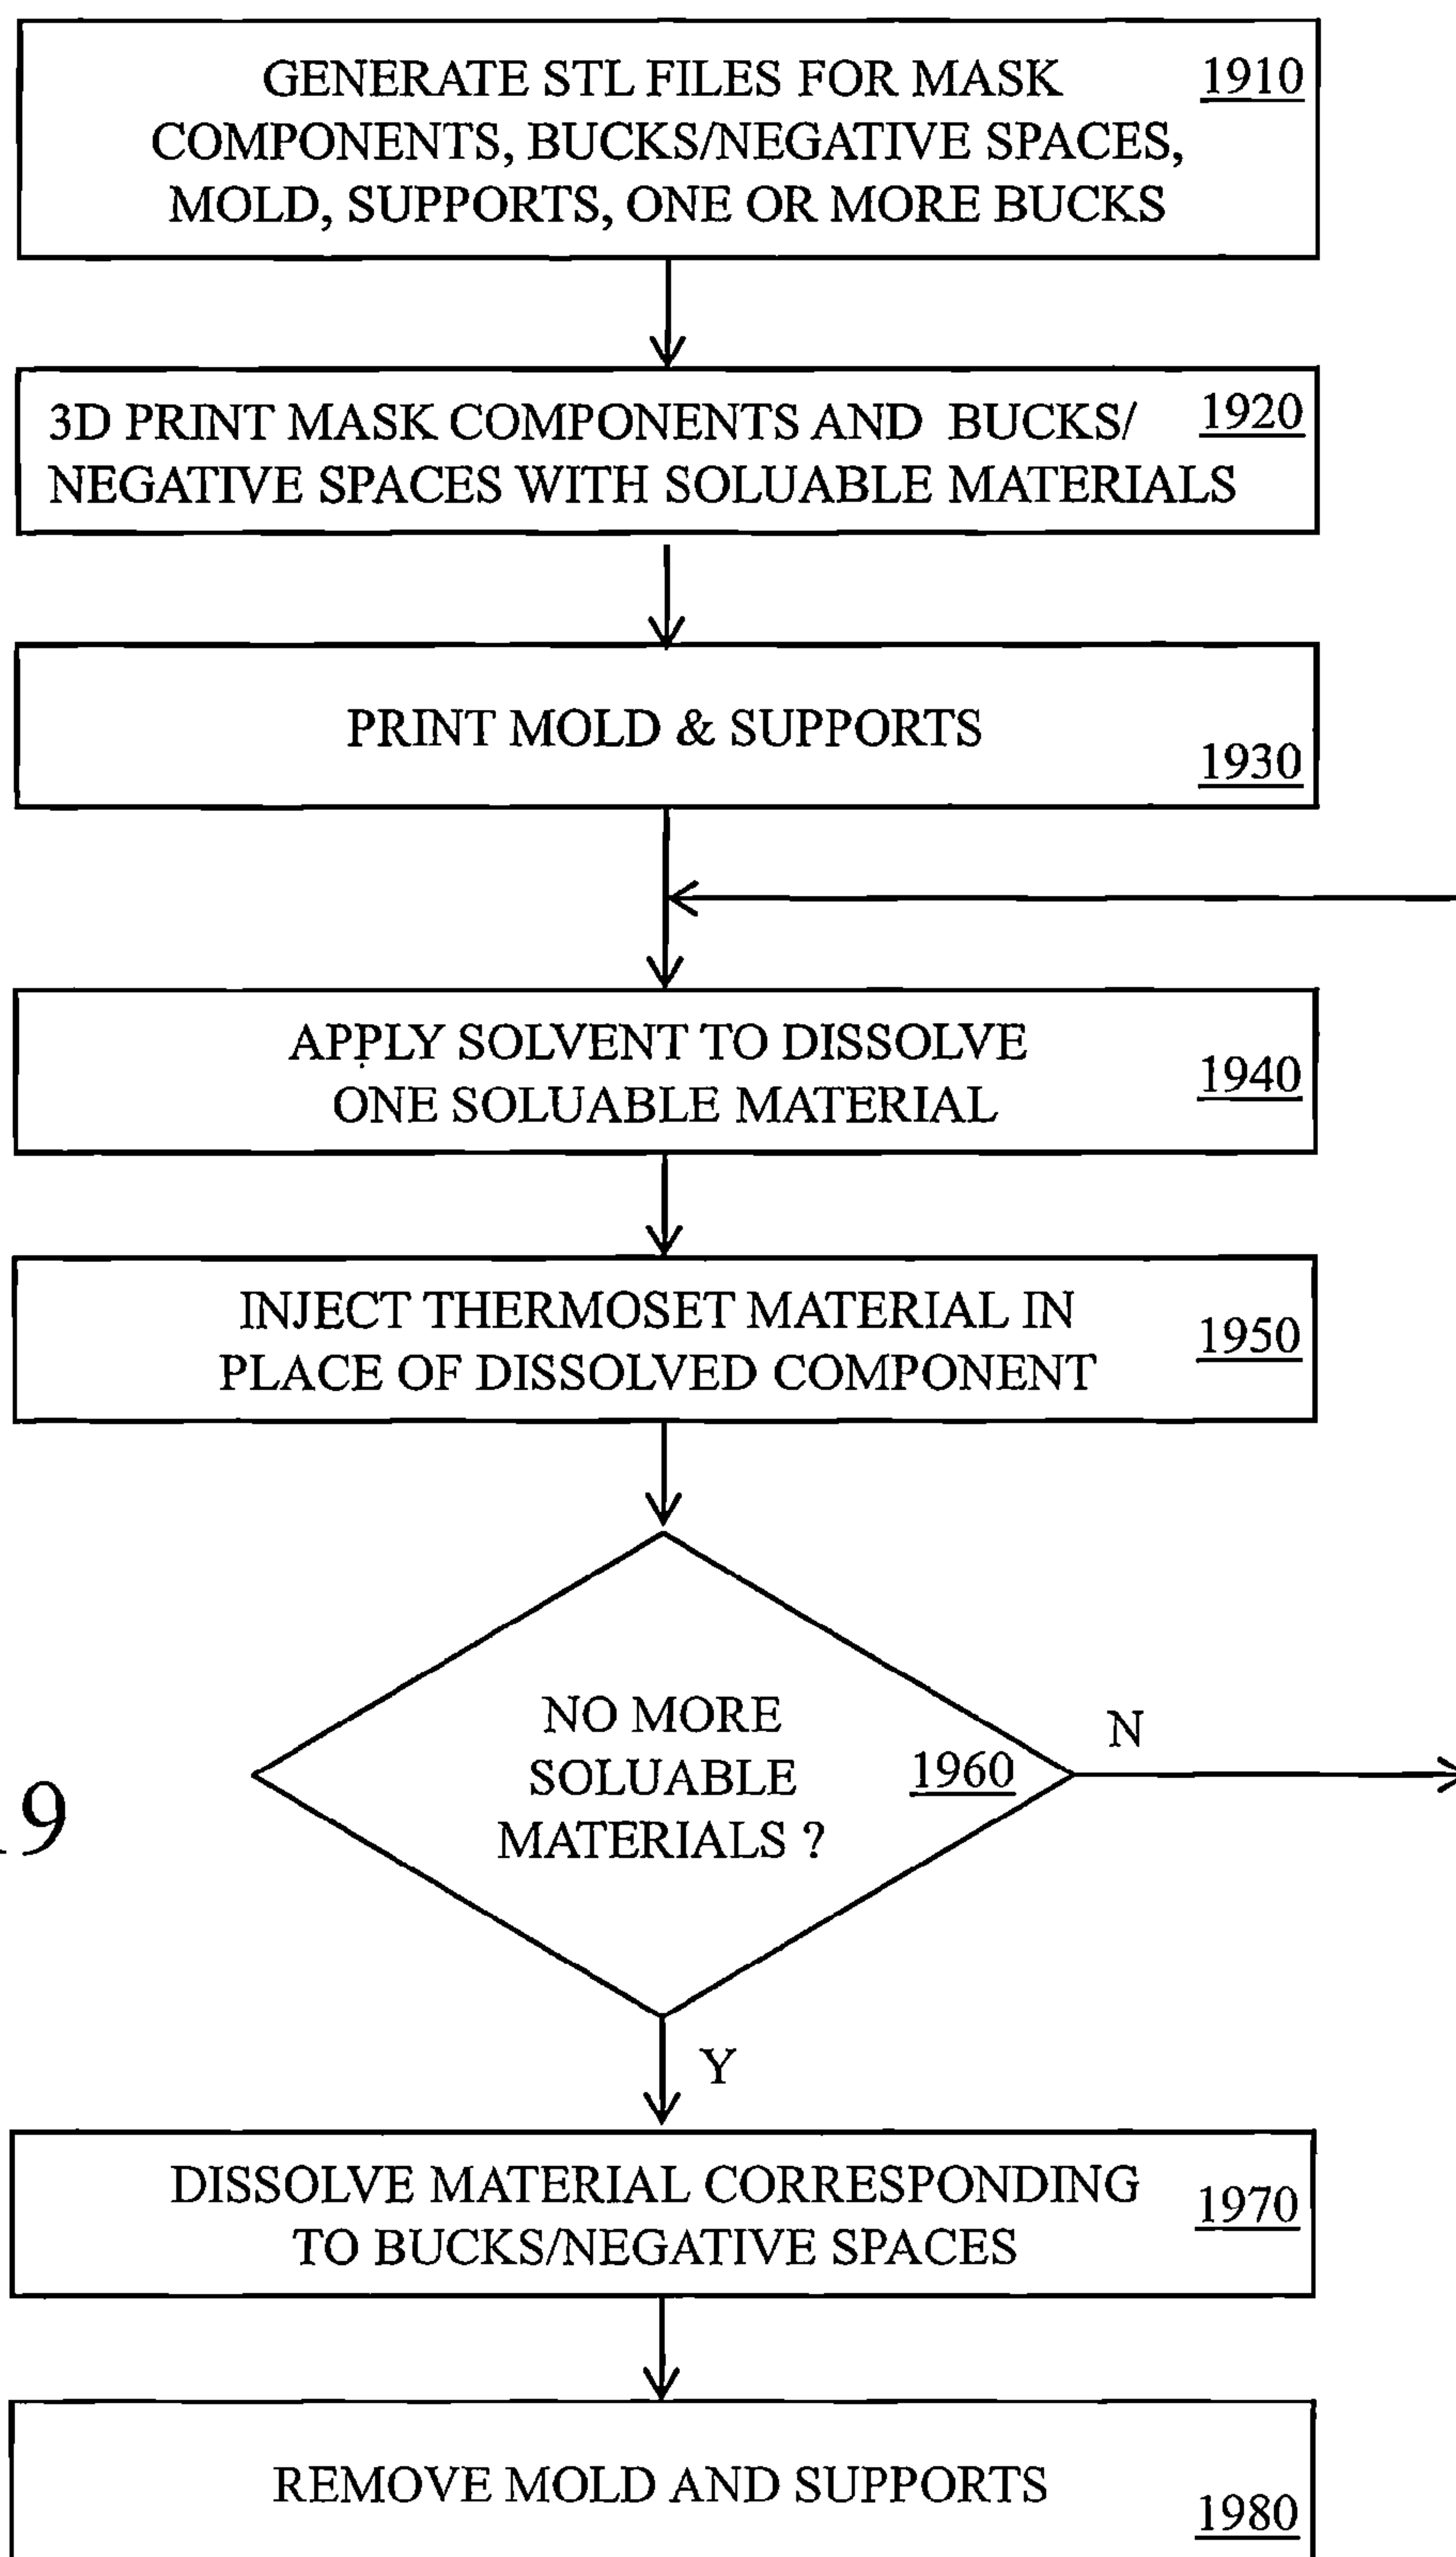 GENERATE STL FILES FOR MASK 1910
COMPONENTS, BUCKS/NEGATIVE SPACES,
MOLD, SUPPORTS, ONE OR MORE BUCKS
3D PRINT MASK COMPONENTS AND BUCKS/ 1920
NEGATIVE SPACES WITH SOLUABLE MATERIALS
PRINT MOLD & SUPPORTS
1930
APPLY SOLVENT TO DISSOLVE
ONE SOLUABLE MATERIAL
1940
INJECT THERMOSET MATERIAL IN
PLACE OF DISSOLVED COMPONENT
1950
NO MORE
SOLUABLE
MATERIALS ?
1960
N
9
Y
DISSOLVE MATERIAL CORRESPONDING
TO BUCKS/NEGATIVE SPACES
1970
REMOVE MOLD AND SUPPORTS
1980